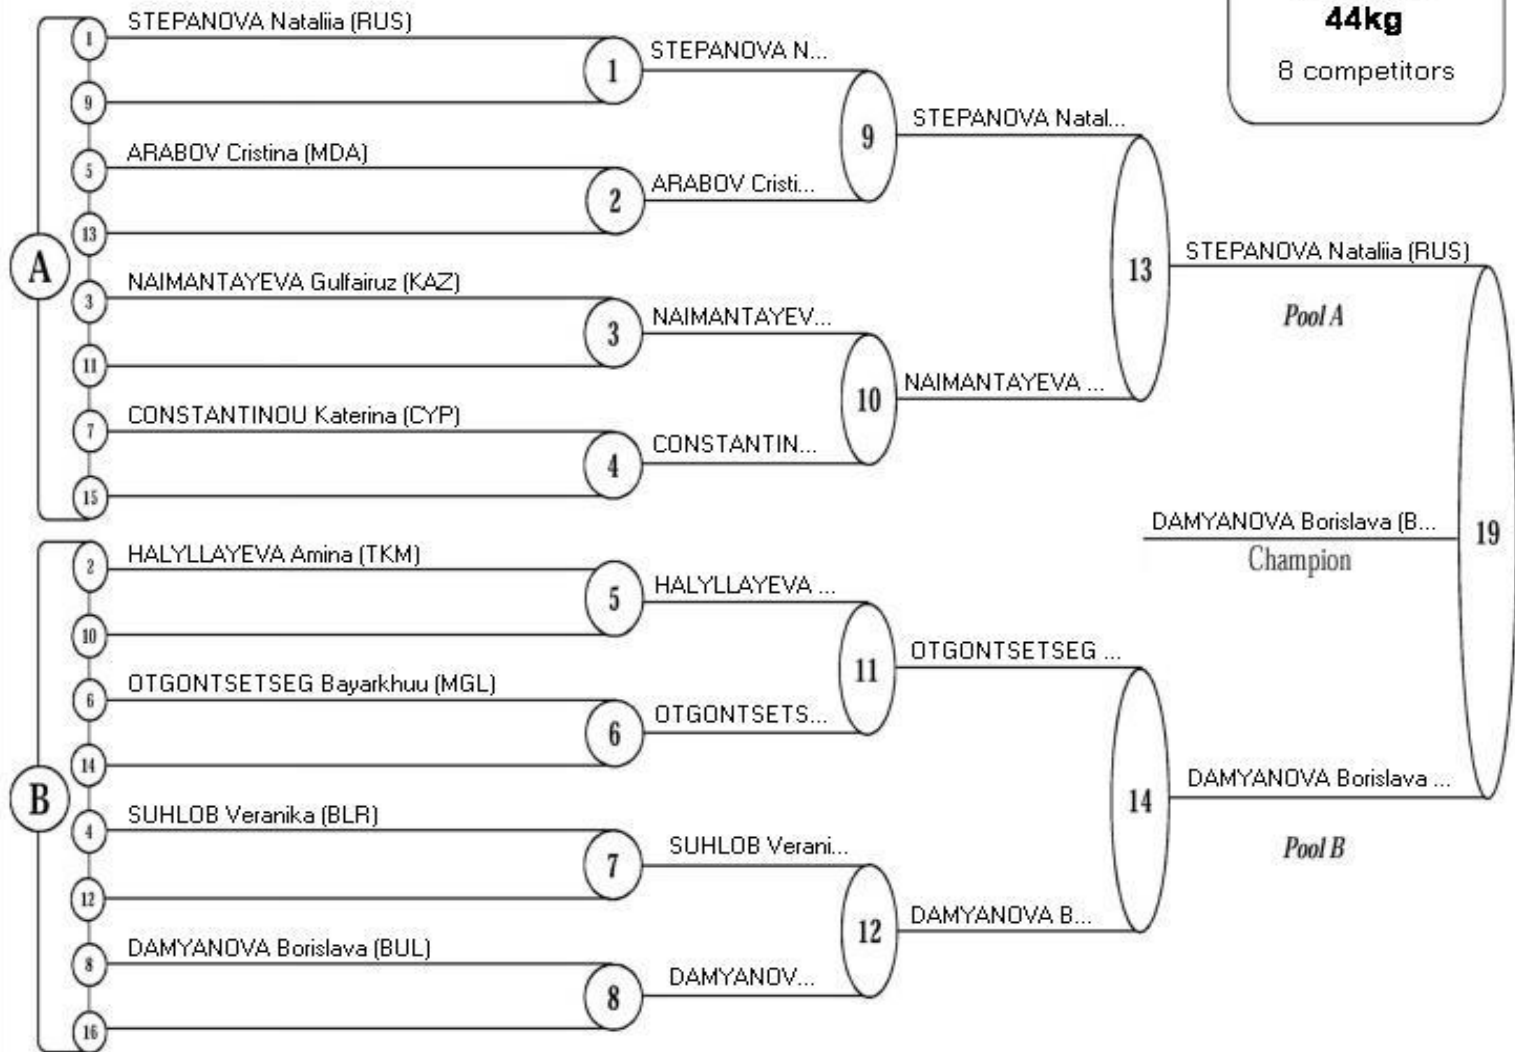 44kg
8 competitors
A
1
STEPANOVA Nataliia (RUS)
9
1
STEPANOVA N...
5
ARABOV Cristina (MDA)
13
2
ARABOV Cristi...
9
STEPANOVA Natal...
3
NAIMANTAYEVA Gulfairuz (KAZ)
11
3
NAIMANTAYEV...
7
CONSTANTINOU Katerina (CYP)
15
4
CONSTANTIN...
10
NAIMANTAYEVA ...
13
STEPANOVA Nataliia (RUS)
Pool A
B
2
HALYLLAYEVA Amina (TKM)
10
5
HALYLLAYEVA ...
6
OTGONTSETSEG Bayarkhuu (MGL)
14
6
OTGONTSETS...
11
OTGONTSETSEG ...
4
SUHLOB Veranika (BLR)
12
7
SUHLOB Verani...
8
DAMYANOVA Borislava (BUL)
16
8
DAMYANOV...
12
DAMYANOVA B...
14
DAMYANOVA Borislava ...
Pool B
19
DAMYANOVA Borislava (B...
Champion